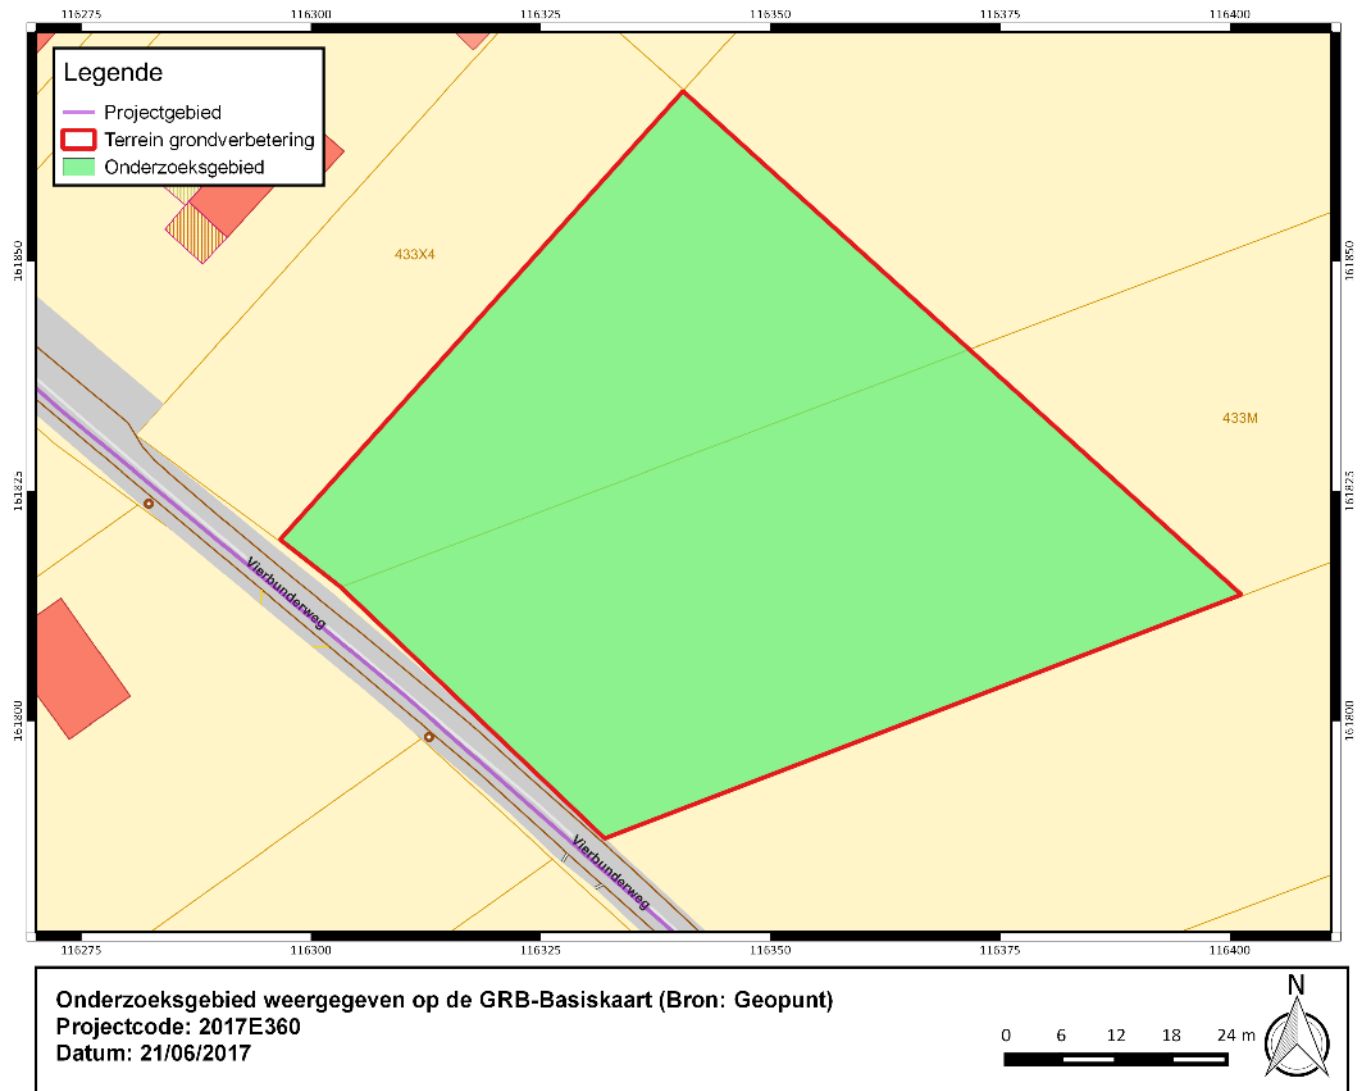 116275 116300 116325 116350 116375 116400
Legende
Projectgebied
Terrein grondverbetering
Onderzoeksgebied
433X4
161850 161850
433M
161825 161825
Vierbunderweg
161800 161800
Vierbunderweg
116275 116300 116325 116350 116375 116400
Onderzoeksgebied weergegeven op de GRB-Basiskaart (Bron: Geopunt)
Projectcode: 2017E360
Datum: 21/06/2017
0 6 12 18 24 m
N